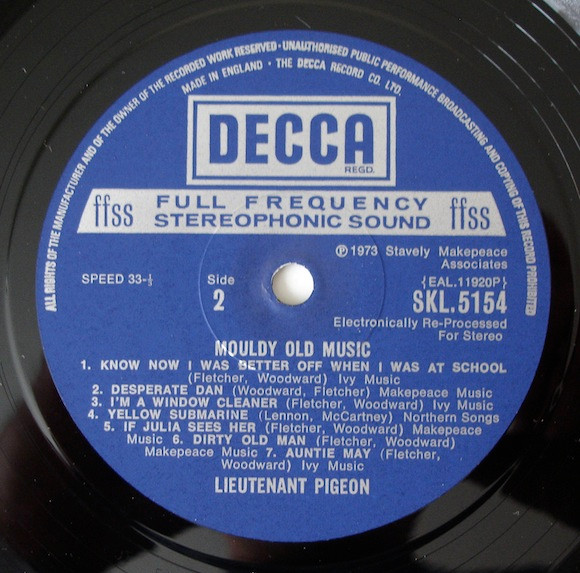 ALL RIGHTS OF THE MANUFACTURER AND OF THE OWNER OF THE RECORDED WORK RESERVED · UNAUTHORISED PUBLIC PERFORMANCE BROADCASTING AND COPYING OF THIS RECORD PROHIBITED
MADE IN ENGLAND · THE DECCA RECORD CO. LTD.
DECCA
REGD.
ffss FULL FREQUENCY ffss
STEREOPHONIC SOUND
℗ 1973 Stavely Makepeace
Associates
SPEED 33-⅓ Side {EAL.11920P}
2 SKL.5154
Electronically Re-Processed
For Stereo
MOULDY OLD MUSIC
1. KNOW NOW I WAS BETTER OFF WHEN I WAS AT SCHOOL
(Fletcher, Woodward) Ivy Music
2. DESPERATE DAN (Woodward, Fletcher) Makepeace Music
3. I'M A WINDOW CLEANER (Fletcher, Woodward) Ivy Music
4. YELLOW SUBMARINE (Lennon, McCartney) Northern Songs
5. IF JULIA SEES HER (Fletcher, Woodward) Makepeace
Music 6. DIRTY OLD MAN (Fletcher, Woodward)
Makepeace Music 7. AUNTIE MAY (Fletcher,
Woodward) Ivy Music
LIEUTENANT PIGEON